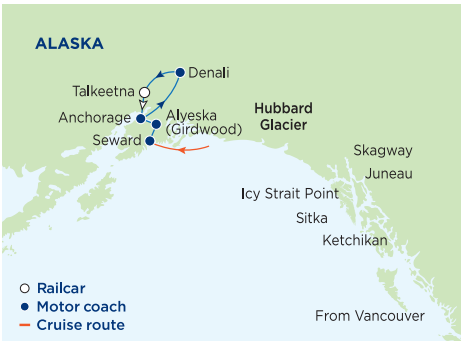 ALASKA
Denali
Talkeetna
Anchorage
Alyeska
(Girdwood)
Seward
Hubbard
Glacier
Skagway
Juneau
Icy Strait Point
Sitka
Ketchikan
From Vancouver
Railcar
Motor coach
Cruise route